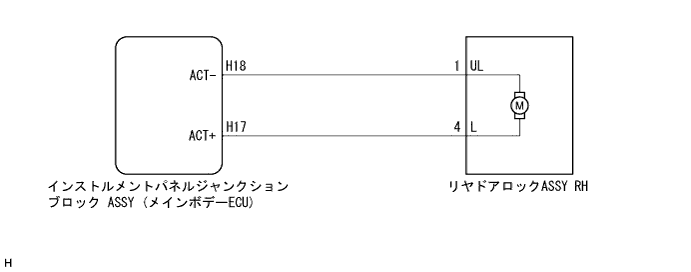 H18 1 UL
ACT-
M
H17 4 L
ACT+
インストルメントパネルジャンクション
ブロック ASSY (メインボデーECU)
リヤドアロックASSY RH
H